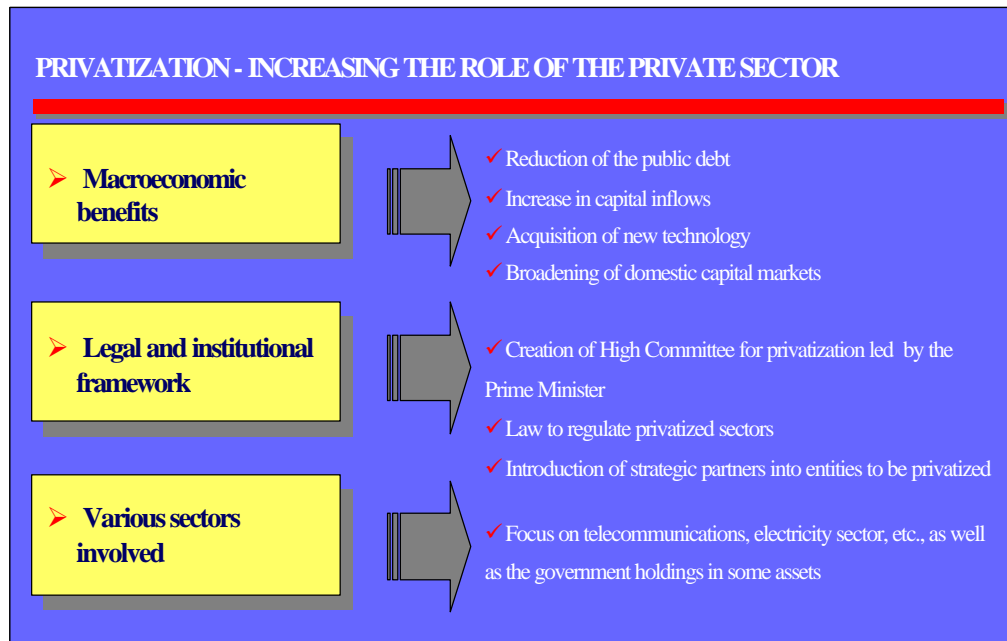 PRIVATIZATION - INCREASING THE ROLE OF THE PRIVATE SECTOR
Macroeconomic
benefits
Reduction of the public debt
Increase in capital inflows
Acquisition of new technology
Broadening of domestic capital markets
Legal and institutional
framework
Creation of High Committee for privatization led by the
Prime Minister
Law to regulate privatized sectors
Introduction of strategic partners into entities to be privatized
Various sectors
involved
Focus on telecommunications, electricity sector, etc., as well
as the government holdings in some assets